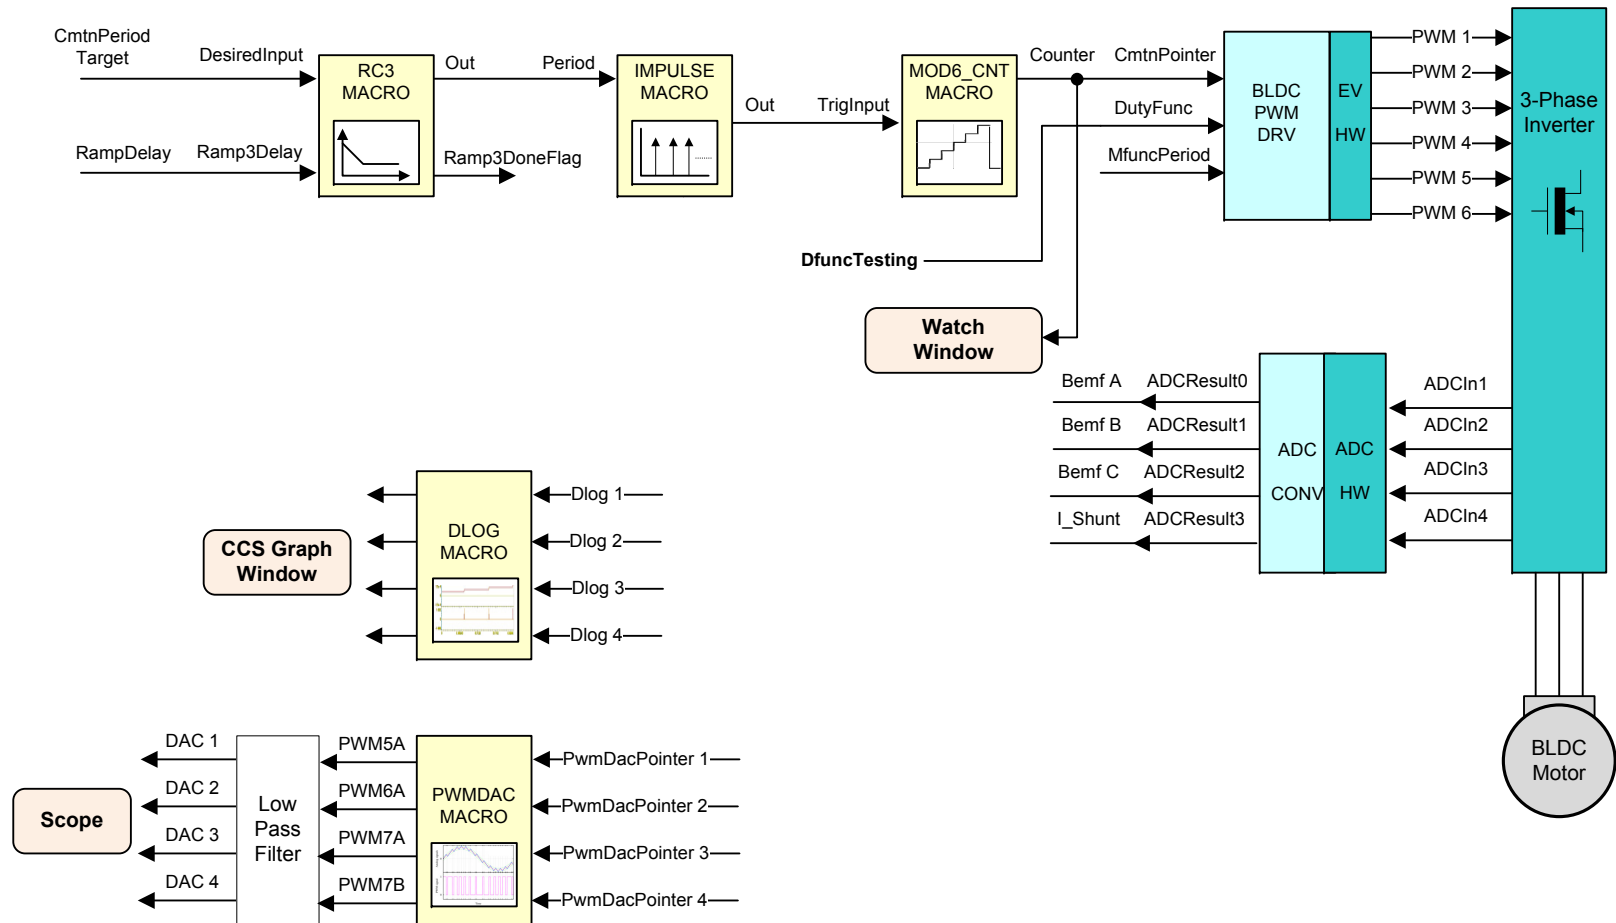 CmtnPeriod
Target
DesiredInput
RC3
MACRO
Out
Period
IMPULSE
MACRO
Out
TrigInput
MOD6_CNT
MACRO
Counter
CmtnPointer
RampDelay
Ramp3Delay
Ramp3DoneFlag
DutyFunc
MfuncPeriod
BLDC
PWM
DRV
EV
HW
PWM 1
PWM 2
PWM 3
PWM 4
PWM 5
PWM 6
3-Phase
Inverter
DfuncTesting
Watch
Window
Bemf A
ADCResult0
Bemf B
ADCResult1
Bemf C
ADCResult2
I_Shunt
ADCResult3
ADC
CONV
ADC
HW
ADCIn1
ADCIn2
ADCIn3
ADCIn4
CCS Graph
Window
DLOG
MACRO
Dlog 1
Dlog 2
Dlog 3
Dlog 4
BLDC
Motor
Scope
DAC 1
DAC 2
DAC 3
DAC 4
Low
Pass
Filter
PWM5A
PWM6A
PWM7A
PWM7B
PWMDAC
MACRO
PwmDacPointer 1
PwmDacPointer 2
PwmDacPointer 3
PwmDacPointer 4